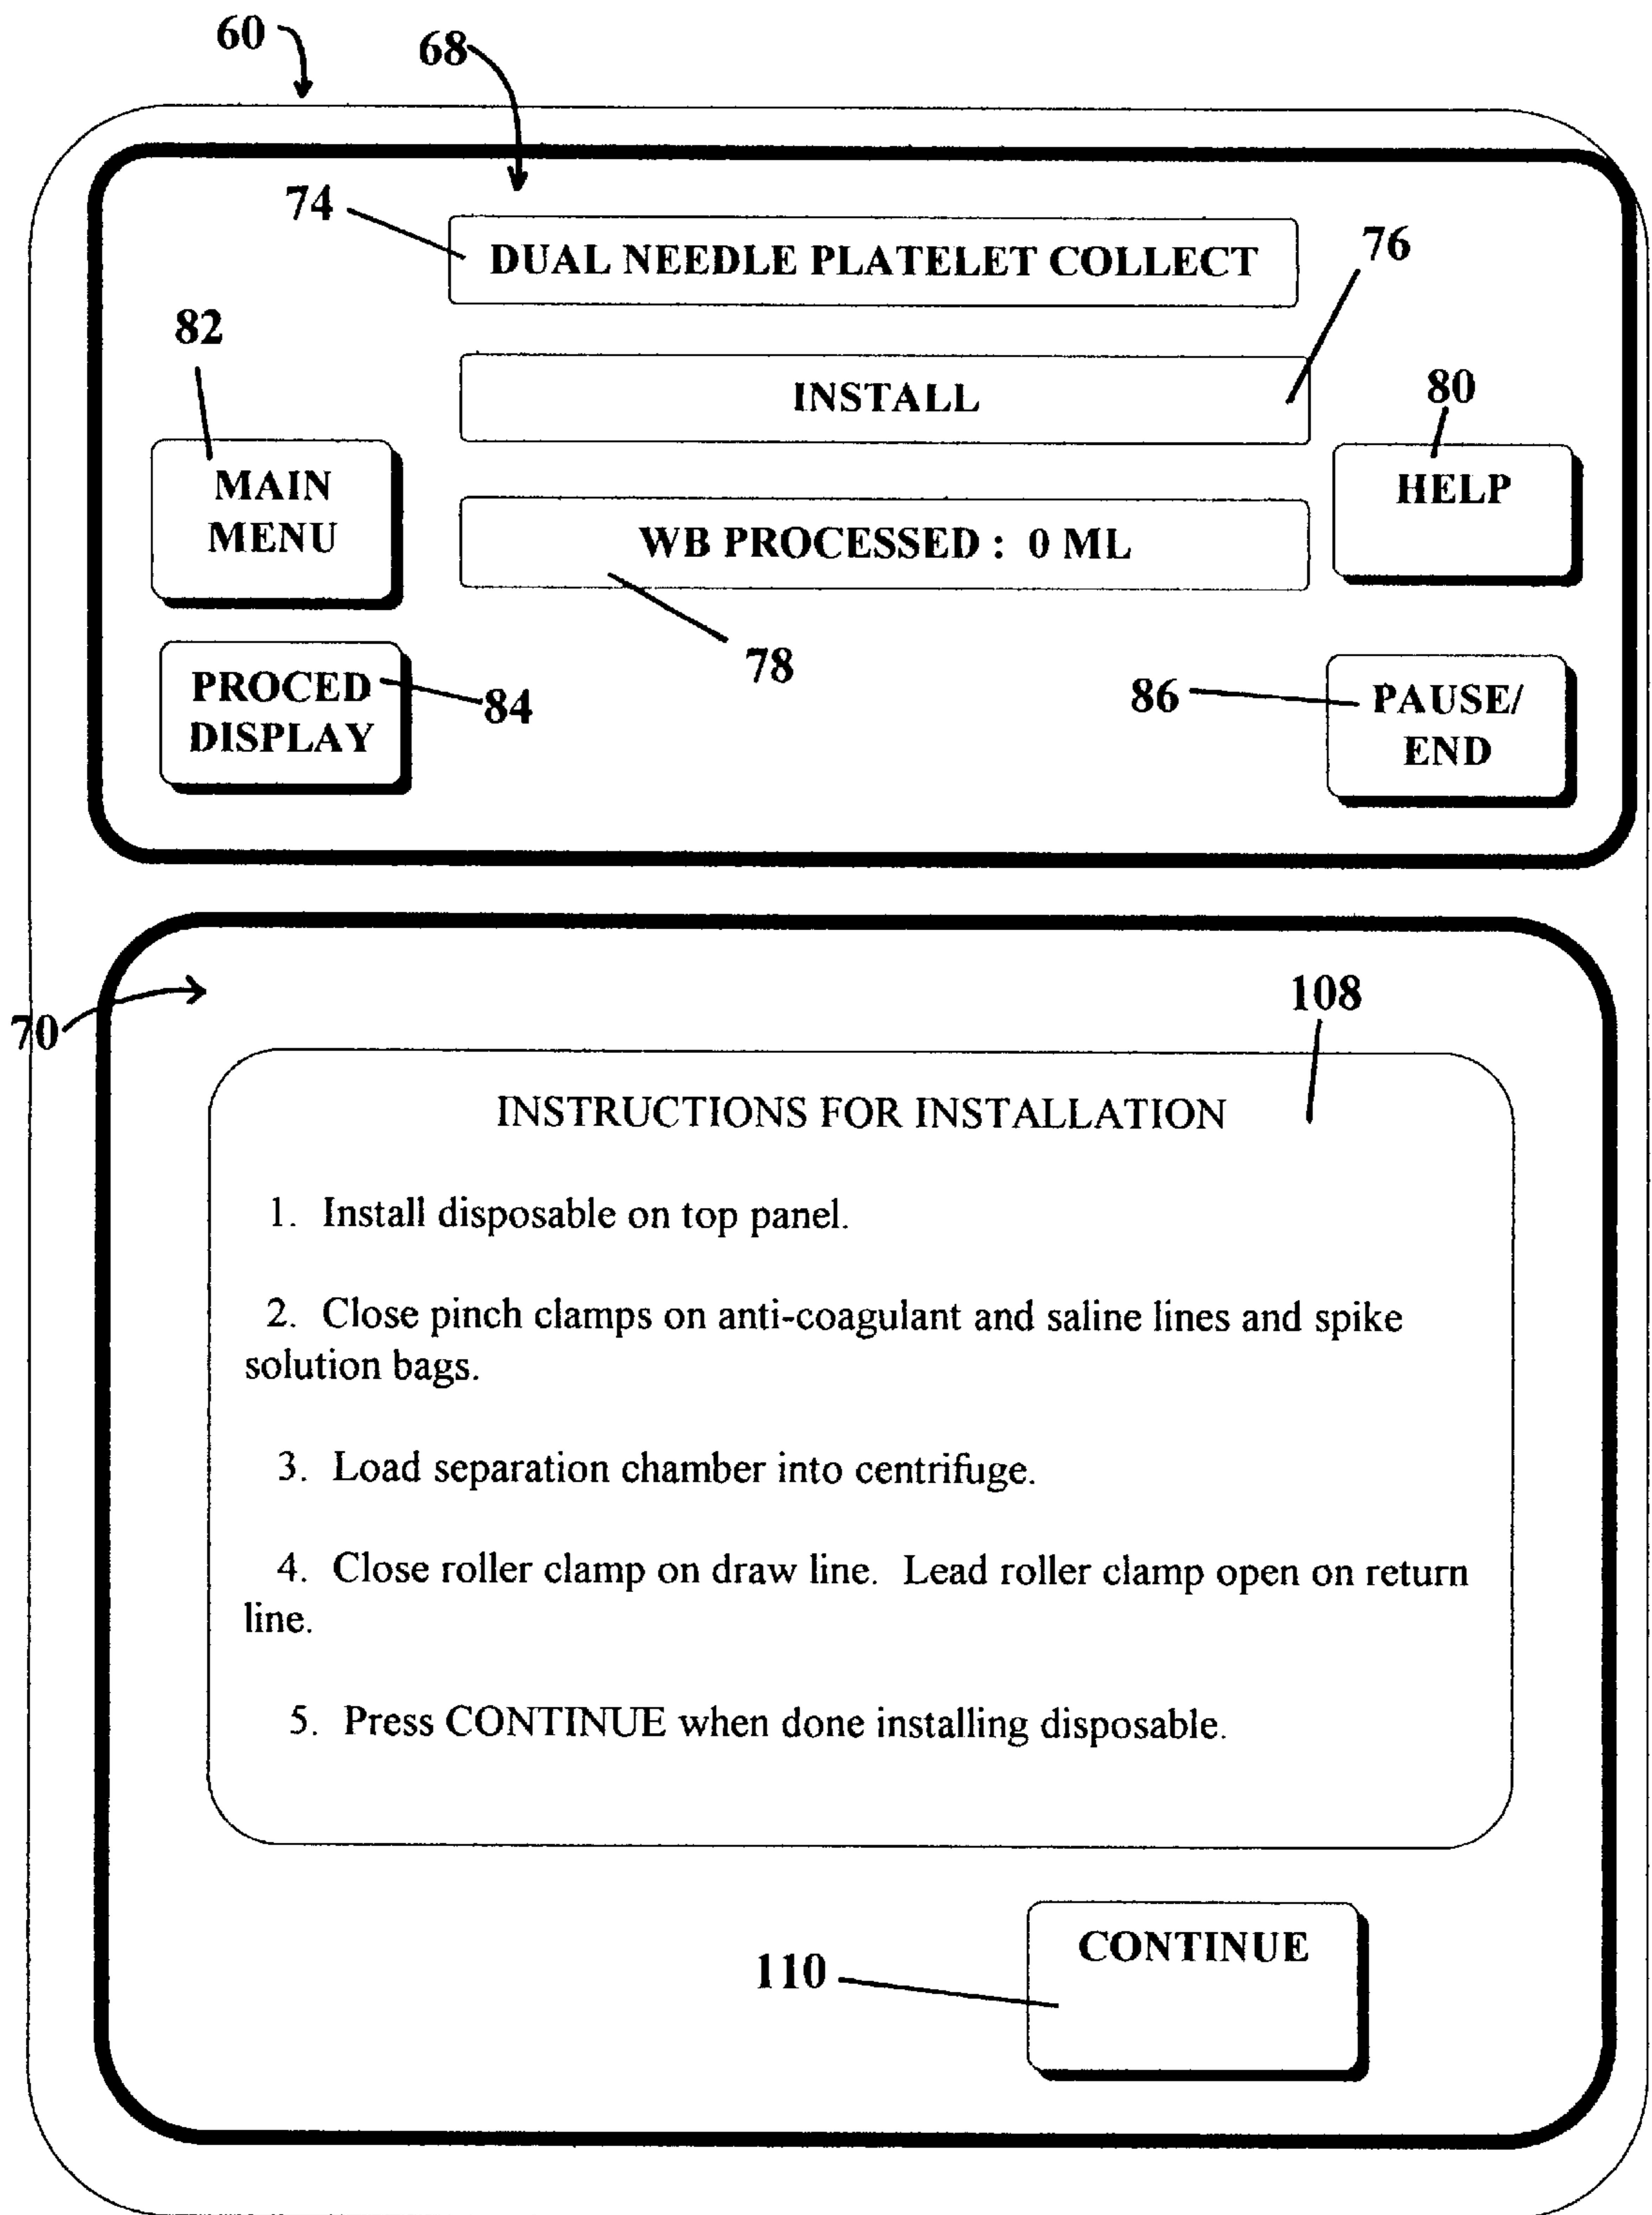 60
68
74
DUAL NEEDLE PLATELET COLLECT
76
82
INSTALL
80
MAIN
MENU
HELP
WB PROCESSED : 0 ML
78
PROCED
DISPLAY
84
86
PAUSE/
END
70
108
INSTRUCTIONS FOR INSTALLATION
1. Install disposable on top panel.
2. Close pinch clamps on anti-coagulant and saline lines and spike
solution bags.
3. Load separation chamber into centrifuge.
4. Close roller clamp on draw line. Lead roller clamp open on return
line.
5. Press CONTINUE when done installing disposable.
CONTINUE
110